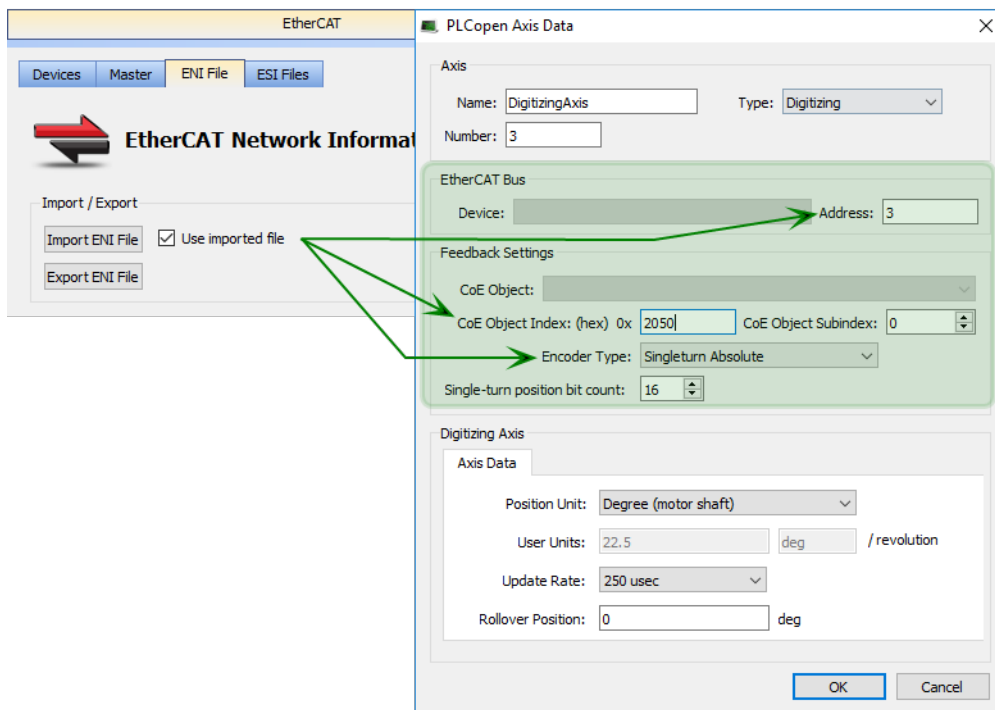 EtherCAT
Devices Master ENI File ESI Files
EtherCAT Network Informat
Import / Export
Import ENI File Use imported file
Export ENI File
PLCopen Axis Data
Axis
Name: DigitizingAxis Type: Digitizing
Number: 3
EtherCAT Bus
Device: Address: 3
Feedback Settings
CoE Object:
CoE Object Index: (hex) 0x 2050 CoE Object Subindex: 0
Encoder Type: Singleturn Absolute
Single-turn position bit count: 16
Digitizing Axis
Axis Data
Position Unit: Degree (motor shaft)
User Units: 22.5 deg / revolution
Update Rate: 250 usec
Rollover Position: 0 deg
OK Cancel